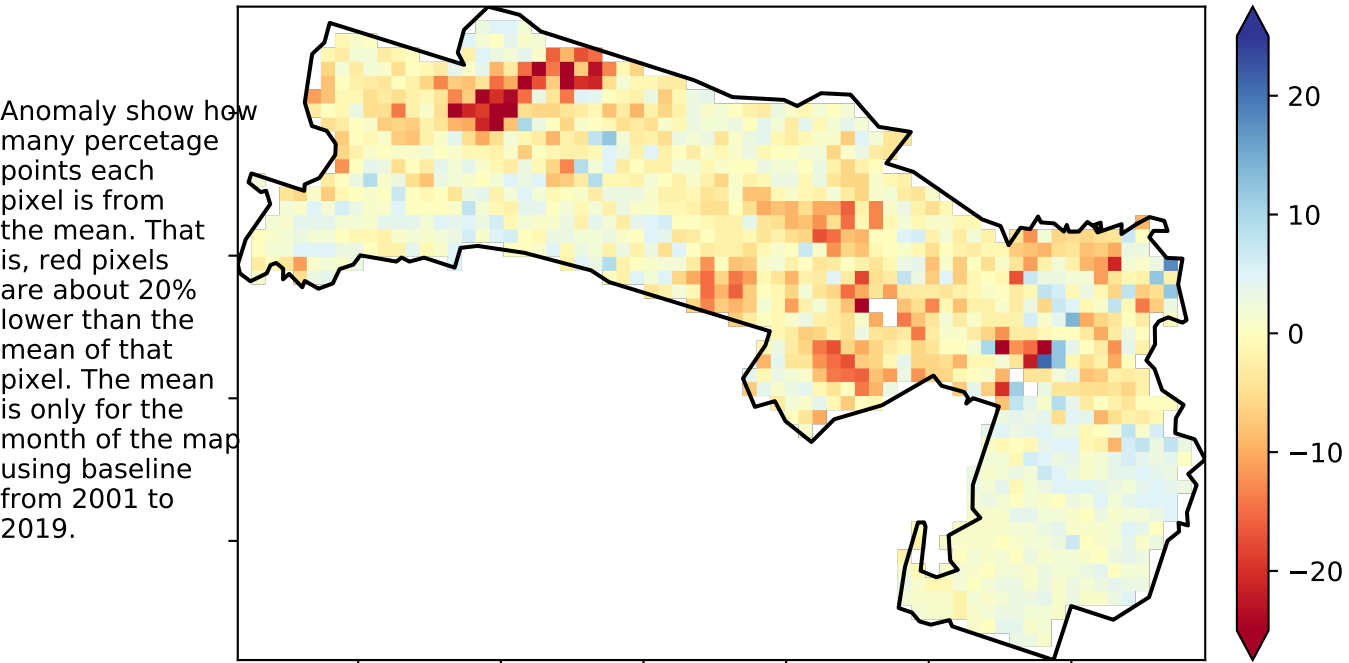 Anomaly show how
many percetage
points each
pixel is from
the mean. That
is, red pixels
are about 20%
lower than the
mean of that
pixel. The mean
is only for the
month of the map
using baseline
from 2001 to
2019.
20
10
0
−10
−20